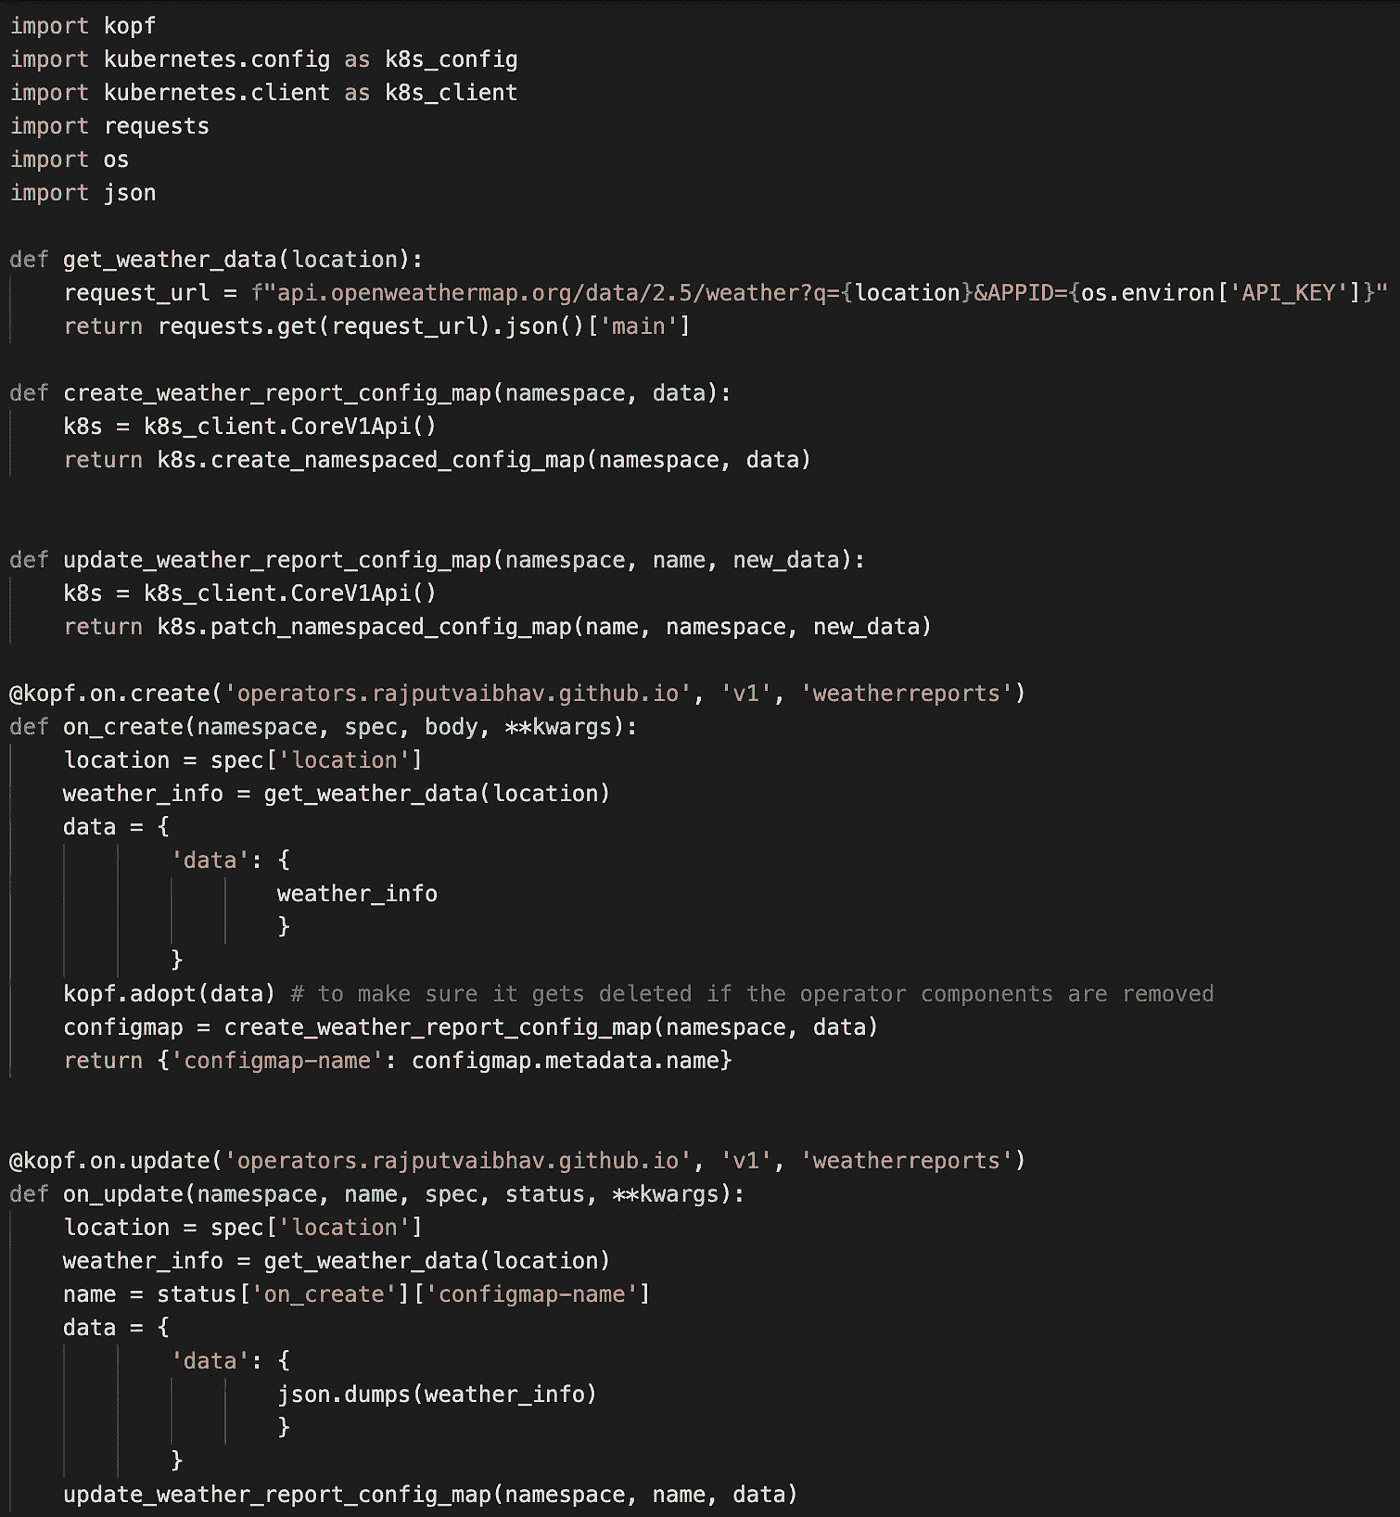 import kopf
import kubernetes.config as k8s_config
import kubernetes.client as k8s_client
import requests
import os
import json
def get_weather_data(location):
request_url = f"api.openweathermap.org/data/2.5/weather?q={location}&APPID={os.environ['API_KEY']}"
return requests.get(request_url).json()['main']
def create_weather_report_config_map(namespace, data):
k8s = k8s_client.CoreV1Api()
return k8s.create_namespaced_config_map(namespace, data)
def update_weather_report_config_map(namespace, name, new_data):
k8s = k8s_client.CoreV1Api()
return k8s.patch_namespaced_config_map(name, namespace, new_data)
@kopf.on.create('operators.rajputvaibhav.github.io', 'v1', 'weatherreports')
def on_create(namespace, spec, body, **kwargs):
location = spec['location']
weather_info = get_weather_data(location)
data = {
'data': {
weather_info
}
}
kopf.adopt(data) # to make sure it gets deleted if the operator components are removed
configmap = create_weather_report_config_map(namespace, data)
return {'configmap-name': configmap.metadata.name}
@kopf.on.update('operators.rajputvaibhav.github.io', 'v1', 'weatherreports')
def on_update(namespace, name, spec, status, **kwargs):
location = spec['location']
weather_info = get_weather_data(location)
name = status['on_create']['configmap-name']
data = {
'data': {
json.dumps(weather_info)
}
}
update_weather_report_config_map(namespace, name, data)